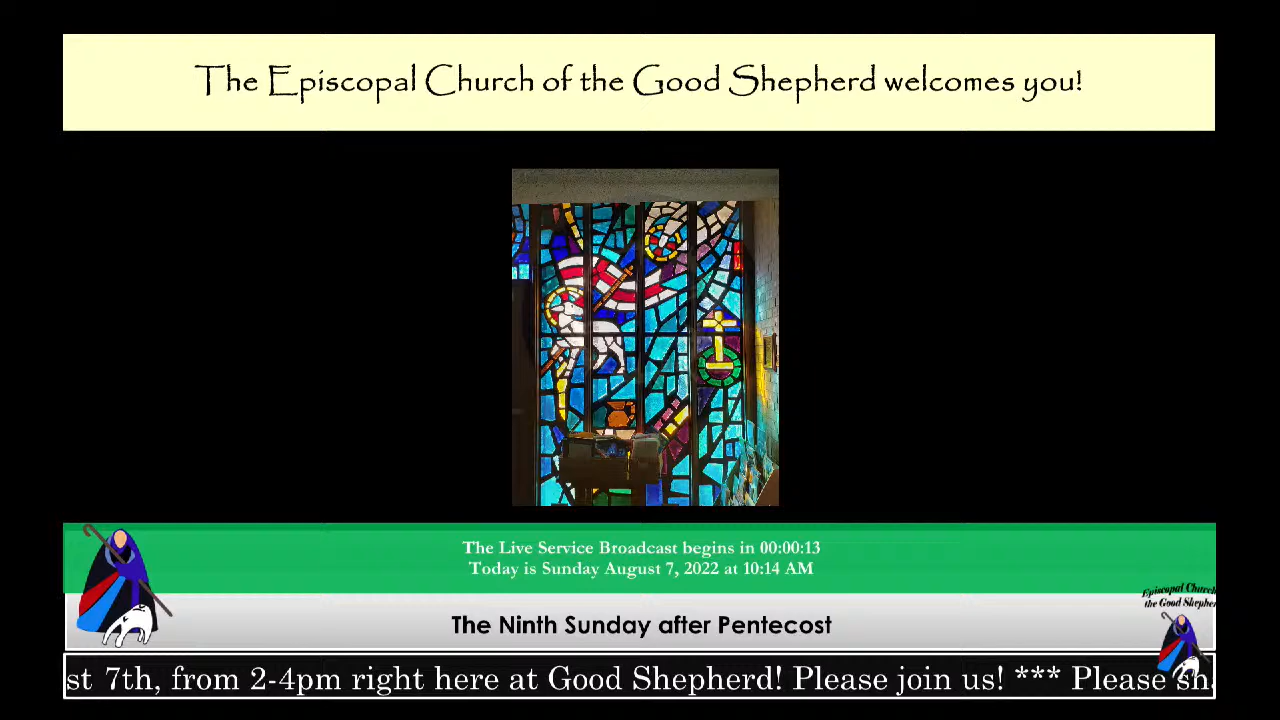 The Episcopal Church of the Good Shepherd welcomes you!
The Live Service Broadcast begins in 00:00:13
Today is Sunday August 7, 2022 at 10:14 AM
Episcopal Church
the Good Shepher
The Ninth Sunday after Pentecost
st 7th, from 2-4pm right here at Good Shepherd! Please join us! *** Please sh